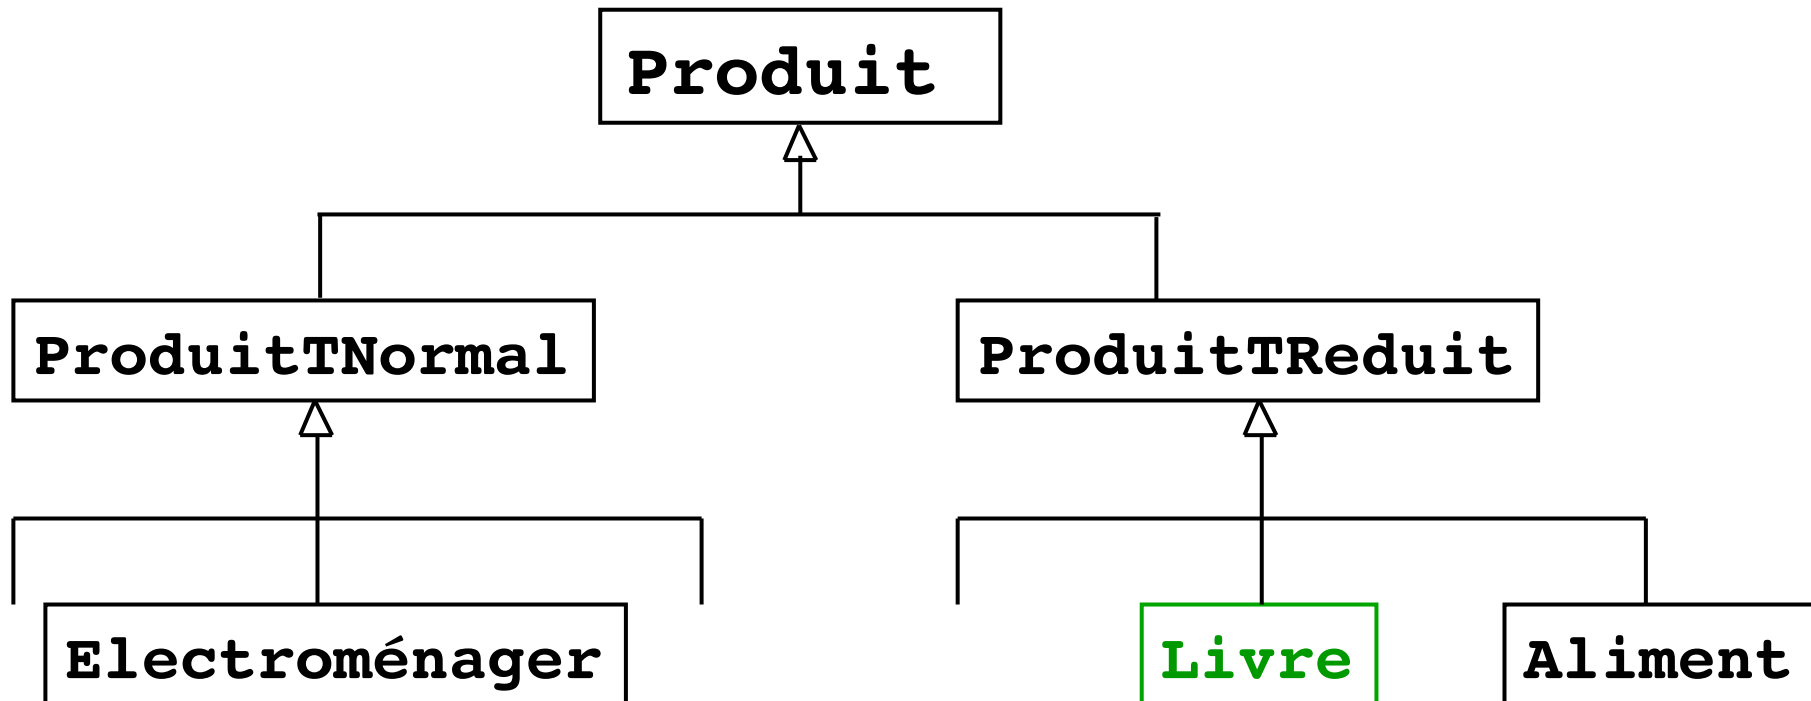 Produit
ProduitTNormal
ProduitTReduit
Electroménager
Livre
Aliment